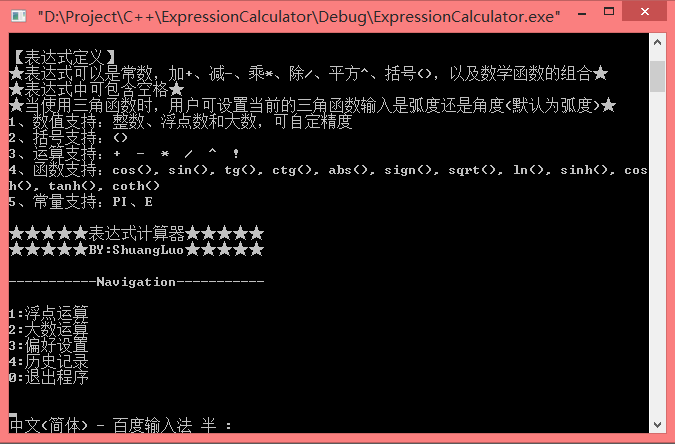 "D:\Project\C++\ExpressionCalculator\Debug\ExpressionCalculator.exe"
【表达式定义】
★表达式可以是常数，加+、减-、乘*、除/、平方^、括号()，以及数学函数的组合★
★表达式中可包含空格★
★当使用三角函数时，用户可设置当前的三角函数输入是弧度还是角度(默认为弧度)★
1、数值支持：整数、浮点数和大数，可自定精度
2、括号支持：()
3、运算支持：+ - * / ^ !
4、函数支持：cos(), sin(), tg(), ctg(), abs(), sign(), sqrt(), ln(), sinh(), cos
h(), tanh(), coth()
5、常量支持：PI、E
★★★★★表达式计算器★★★★★
★★★★★BY:ShuangLuo★★★★★
-----------Navigation-----------
1:浮点运算
2:大数运算
3:偏好设置
4:历史记录
0:退出程序
中文(简体) - 百度输入法 半 :